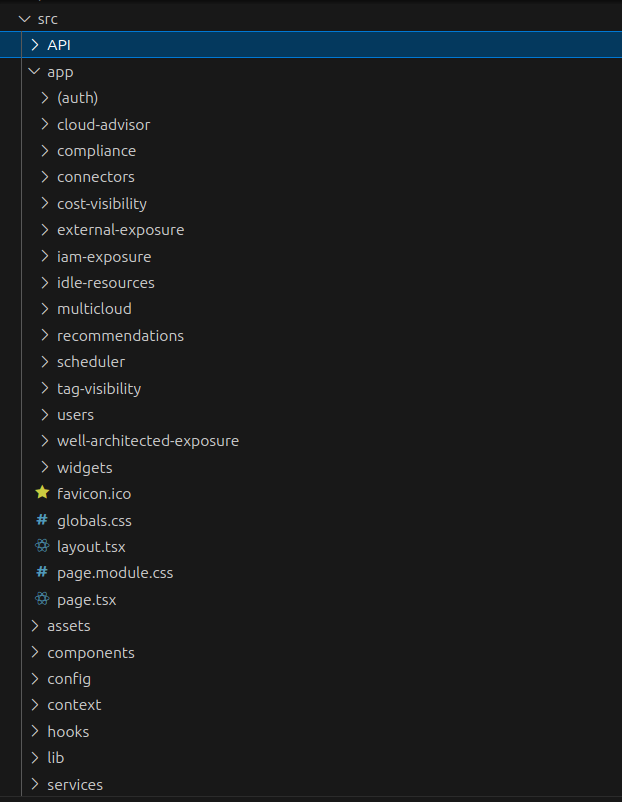 src
API
app
(auth)
cloud-advisor
compliance
connectors
cost-visibility
external-exposure
iam-exposure
idle-resources
multicloud
recommendations
scheduler
tag-visibility
users
well-architected-exposure
widgets
favicon.ico
# globals.css
layout.tsx
# page.module.css
page.tsx
assets
components
config
context
hooks
lib
services